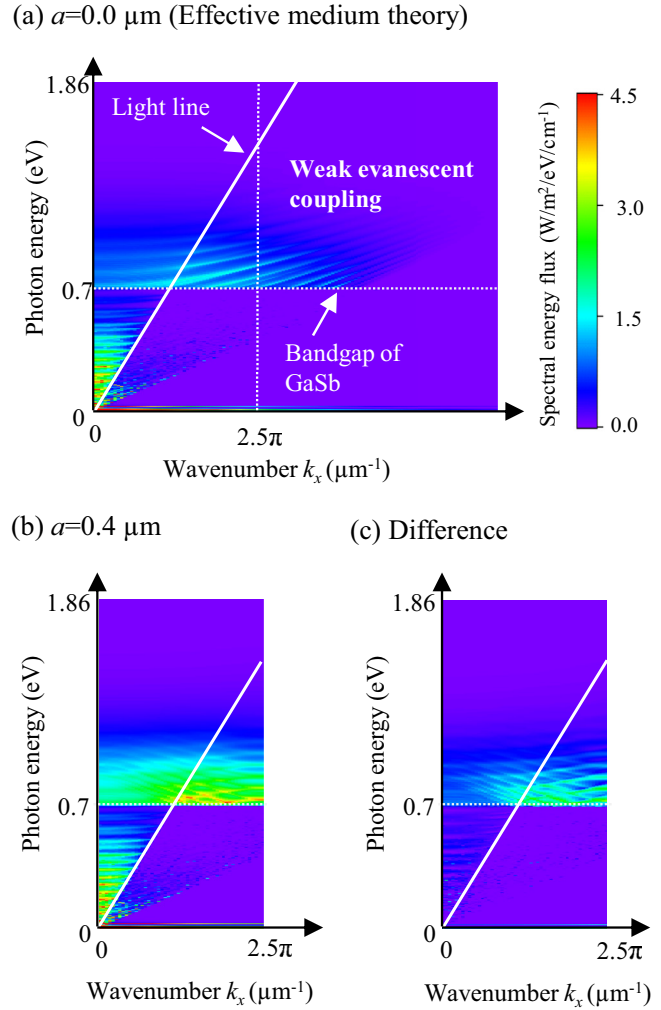 (a) a=0.0 µm (Effective medium theory)
1.86
Light line
Weak evanescent
coupling
0.7
Bandgap of
GaSb
0
0
2.5π
Photon energy (eV)
Wavenumber kₓ (µm⁻¹)
4.5
3.0
1.5
0.0
Spectral energy flux (W/m²/eV/cm⁻¹)
(b) a=0.4 µm
1.86
0.7
0
0
2.5π
Photon energy (eV)
Wavenumber kₓ (µm⁻¹)
(c) Difference
1.86
0.7
0
0
2.5π
Photon energy (eV)
Wavenumber kₓ (µm⁻¹)